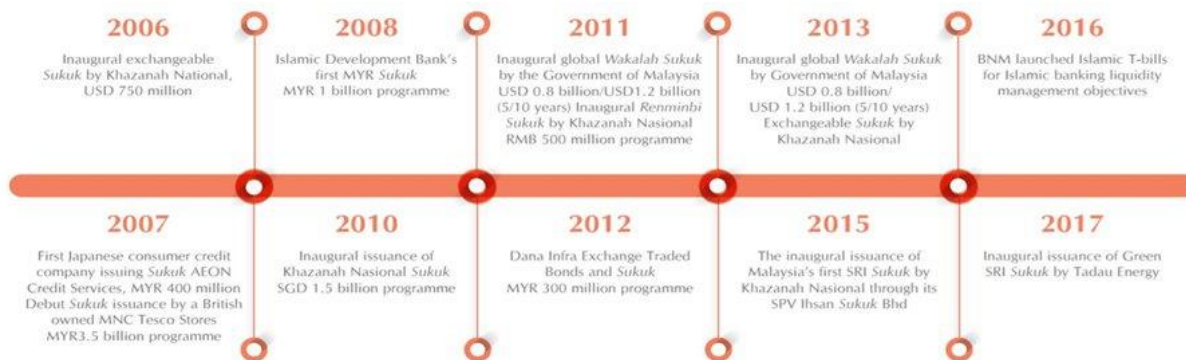 2006
Inaugural exchangeable
Sukuk by Khazanah National,
USD 750 million
2008
Islamic Development Bank's
first MYR Sukuk
MYR 1 billion programme
2011
Inaugural global Wakalah Sukuk
by the Government of Malaysia
USD 0.8 billion/USD1.2 billion
(5/10 years) Inaugural Renminbi
Sukuk by Khazanah Nasional
RMB 500 million programme
2013
Inaugural global Wakalah Sukuk
by Government of Malaysia
USD 0.8 billion/
USD 1.2 billion (5/10 years)
Exchangeable Sukuk by
Khazanah Nasional
2016
BNM launched Islamic T-bills
for Islamic banking liquidity
management objectives
2007
First Japanese consumer credit
company issuing Sukuk AEON
Credit Services, MYR 400 million
Debut Sukuk issuance by a British
owned MNC Tesco Stores
MYR3.5 billion programme
2010
Inaugural issuance of
Khazanah Nasional Sukuk
SGD 1.5 billion programme
2012
Dana Infra Exchange Traded
Bonds and Sukuk
MYR 300 million programme
2015
The inaugural issuance of
Malaysia's first SRI Sukuk by
Khazanah Nasional through its
SPV Ihsan Sukuk Bhd
2017
Inaugural issuance of Green
SRI Sukuk by Tadau Energy